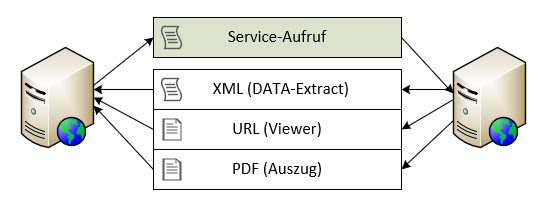 Service-Aufruf
XML (DATA-Extract)
URL (Viewer)
PDF (Auszug)